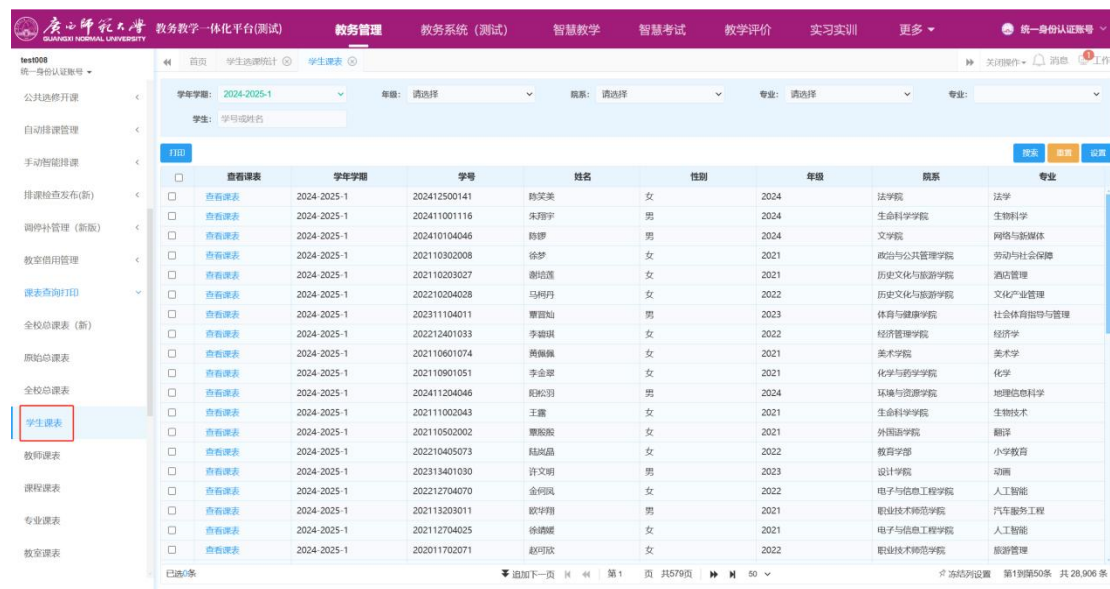 广西师范大学 教务教学一体化平台(测试) 教务管理 教务系统（测试） 智慧教学 智慧考试 教学评价 实习实训 更多 统一身份认证账号
GUANGXI NORMAL UNIVERSITY
test008
统一身份认证账号
首页 学生选课统计 学生课表 关闭操作 消息 1 工作
公共选修开课
自动排课管理
手动智能排课
排课检查发布(新)
调停补管理（新版）
教室借用管理
课表查询打印
全校总课表（新）
原始总课表
全校总课表
学生课表
教师课表
课程课表
专业课表
教室课表
学年学期: 2024-2025-1 年级: 请选择 院系: 请选择 专业: 请选择 专业:
学生: 学号或姓名
打印 搜索 重置 设置
查看课表 学年学期 学号 姓名 性别 年级 院系 专业
查看课表 2024-2025-1 202412500141 陈笑美 女 2024 法学院 法学
查看课表 2024-2025-1 202411001116 朱翔宇 男 2024 生命科学学院 生物科学
查看课表 2024-2025-1 202410104046 陈锣 男 2024 文学院 网络与新媒体
查看课表 2024-2025-1 202110302008 徐梦 女 2021 政治与公共管理学院 劳动与社会保障
查看课表 2024-2025-1 202110203027 谢培莲 女 2021 历史文化与旅游学院 酒店管理
查看课表 2024-2025-1 202210204028 马柯丹 女 2022 历史文化与旅游学院 文化产业管理
查看课表 2024-2025-1 202311104011 覃晋灿 男 2023 体育与健康学院 社会体育指导与管理
查看课表 2024-2025-1 202212401033 李碧琪 女 2022 经济管理学院 经济学
查看课表 2024-2025-1 202110601074 黄佩佩 女 2021 美术学院 美术学
查看课表 2024-2025-1 202110901051 李金翠 女 2021 化学与药学学院 化学
查看课表 2024-2025-1 202411204046 阳松羽 男 2024 环境与资源学院 地理信息科学
查看课表 2024-2025-1 202111002043 王露 女 2021 生命科学学院 生物技术
查看课表 2024-2025-1 202110502002 覃殷殷 女 2021 外国语学院 翻译
查看课表 2024-2025-1 202210405073 陆岚晶 女 2022 教育学部 小学教育
查看课表 2024-2025-1 202313401030 许文明 男 2023 设计学院 动画
查看课表 2024-2025-1 202212704070 金何凤 女 2022 电子与信息工程学院 人工智能
查看课表 2024-2025-1 202113203011 欧华翔 男 2021 职业技术师范学院 汽车服务工程
查看课表 2024-2025-1 202112704025 徐婧媛 女 2021 电子与信息工程学院 人工智能
查看课表 2024-2025-1 202011702071 赵可欣 女 2022 职业技术师范学院 旅游管理
已选0条 追加下一页 第 1 页 共579页 50 冻结列设置 第1到第50条 共 28,906 条